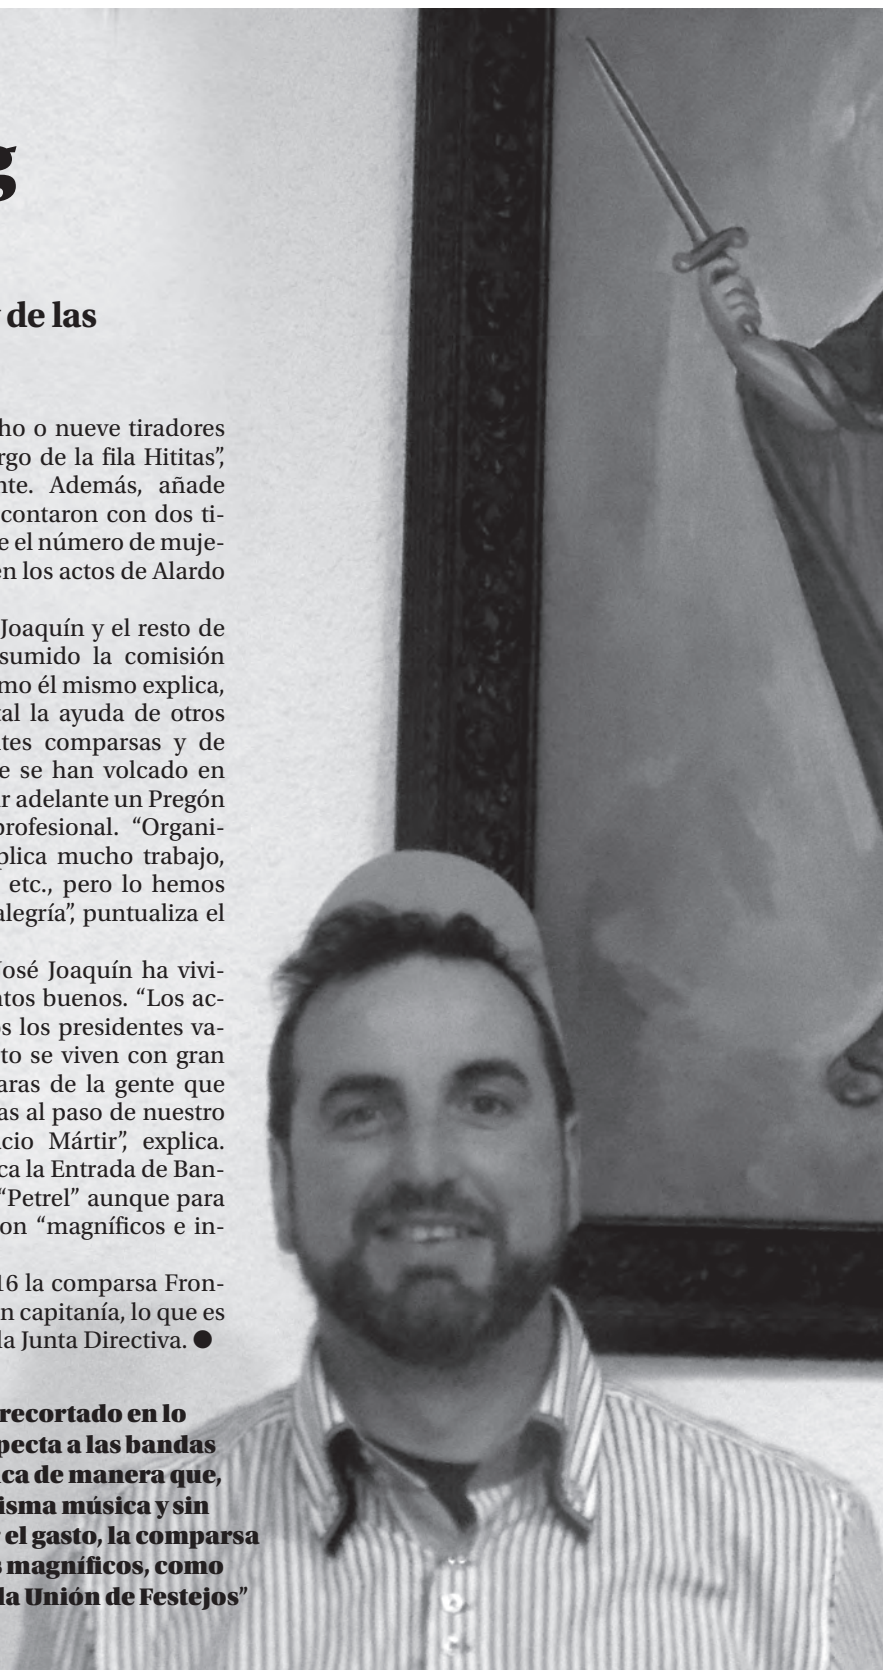 g
de las
ho o nueve tiradores
rgo de la fila Hititas”,
nte. Además, añade
contaron con dos ti-
e el número de muje-
en los actos de Alardo
Joaquín y el resto de
sumido la comisión
mo él mismo explica,
tal la ayuda de otros
tes comparsas y de
e se han volcado en
r adelante un Pregón
profesional. “Organi-
plica mucho trabajo,
etc., pero lo hemos
alegría”, puntualiza el
José Joaquín ha vivi-
ntos buenos. “Los ac-
os los presidentes va-
to se viven con gran
aras de la gente que
as al paso de nuestro
cio Mártir”, explica.
ca la Entrada de Ban-
“Petrel” aunque para
on “magníficos e in-
16 la comparsa Fron-
n capitanía, lo que es
la Junta Directiva. ●
recortado en lo
pecta a las bandas
ca de manera que,
isma música y sin
r el gasto, la comparsa
s magníficos, como
la Unión de Festejos”